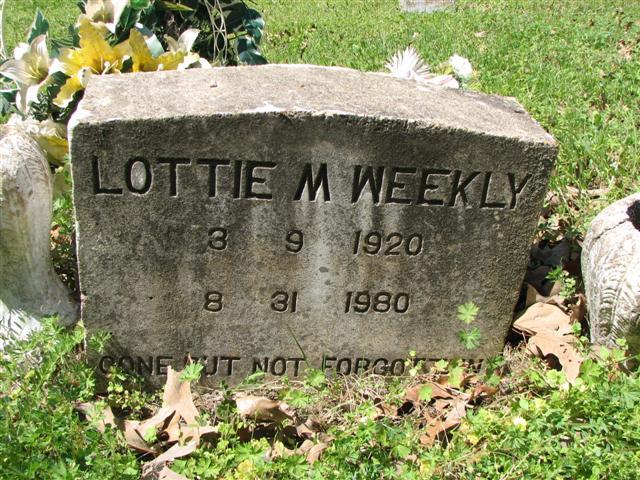 LOTTIE M WEEKLY
3 9 1920
8 31 1980
GONE BUT NOT FORGOTTEN